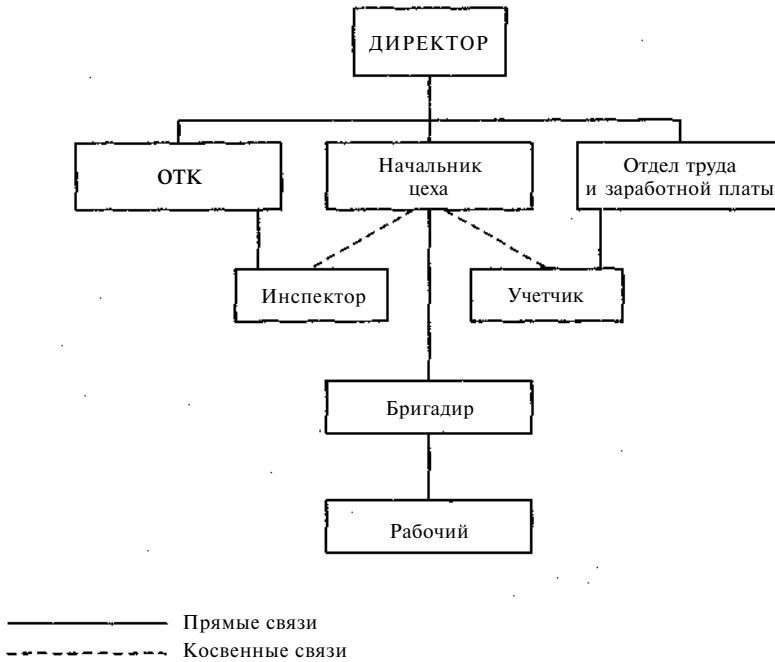 ДИРЕКТОР
ОТК
Начальник
цеха
Отдел труда
и заработной платы
Инспектор
Учетчик
Бригадир
Рабочий
Прямые связи
Косвенные связи